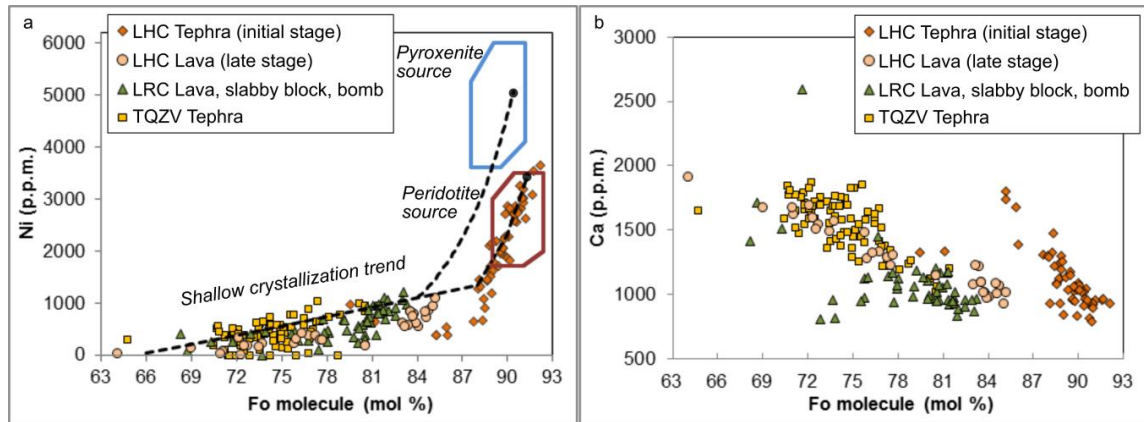 a
LHC Tephra (initial stage)
LHC Lava (late stage)
LRC Lava, slabby block, bomb
TQZV Tephra
Pyroxenite
source
Peridotite
source
Shallow crystallization trend
Ni (p.p.m.)
6000
5000
4000
3000
2000
1000
0
63 66 69 72 75 78 81 84 87 90 93
Fo molecule (mol %)
b
LHC Tephra (initial stage)
LHC Lava (late stage)
LRC Lava, slabby block, bomb
TQZV Tephra
Ca (p.p.m.)
3000
2500
2000
1500
1000
500
63 66 69 72 75 78 81 84 87 90 93
Fo molecule (mol %)